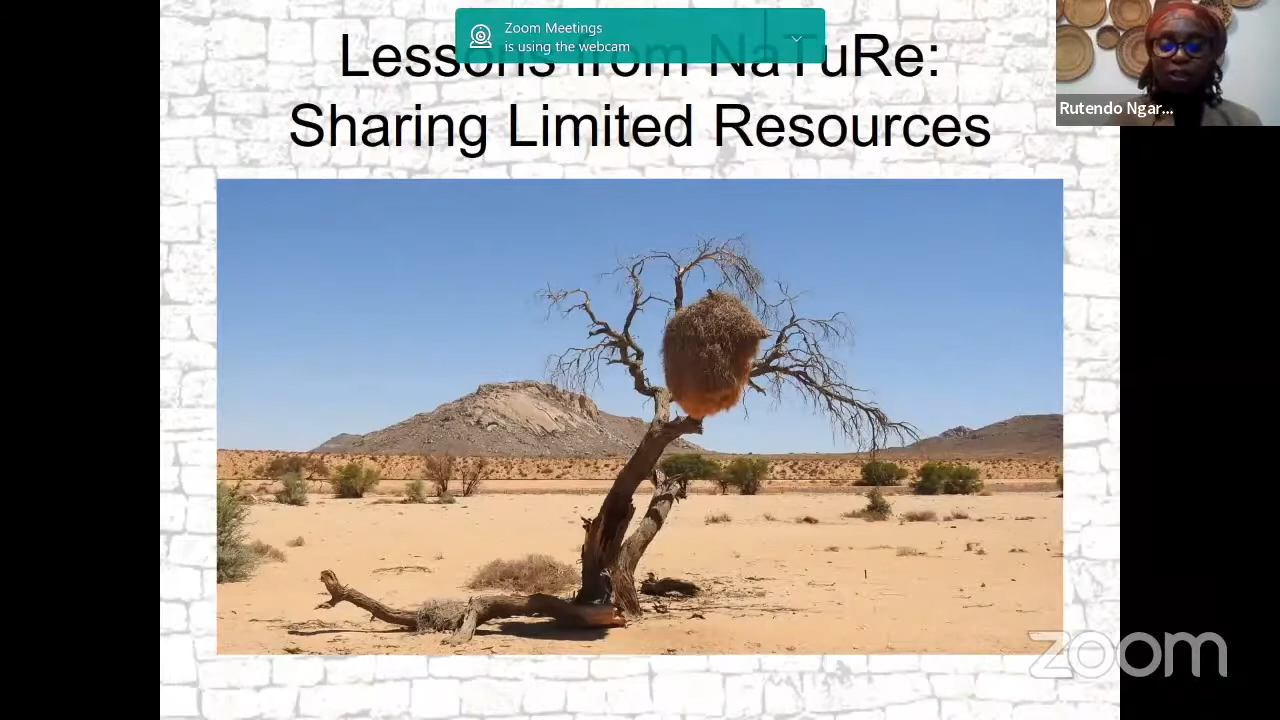 Zoom Meetings
is using the webcam
Lessons from NaTuRe:
Sharing Limited Resources
Rutendo Ngar...
zoom